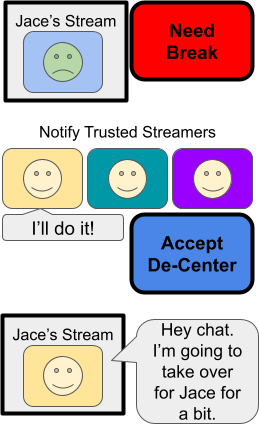 Jace's Stream
Need
Break
Notify Trusted Streamers
I'll do it!
Accept
De-Center
Jace's Stream
Hey chat.
I'm going to
take over
for Jace for
a bit.